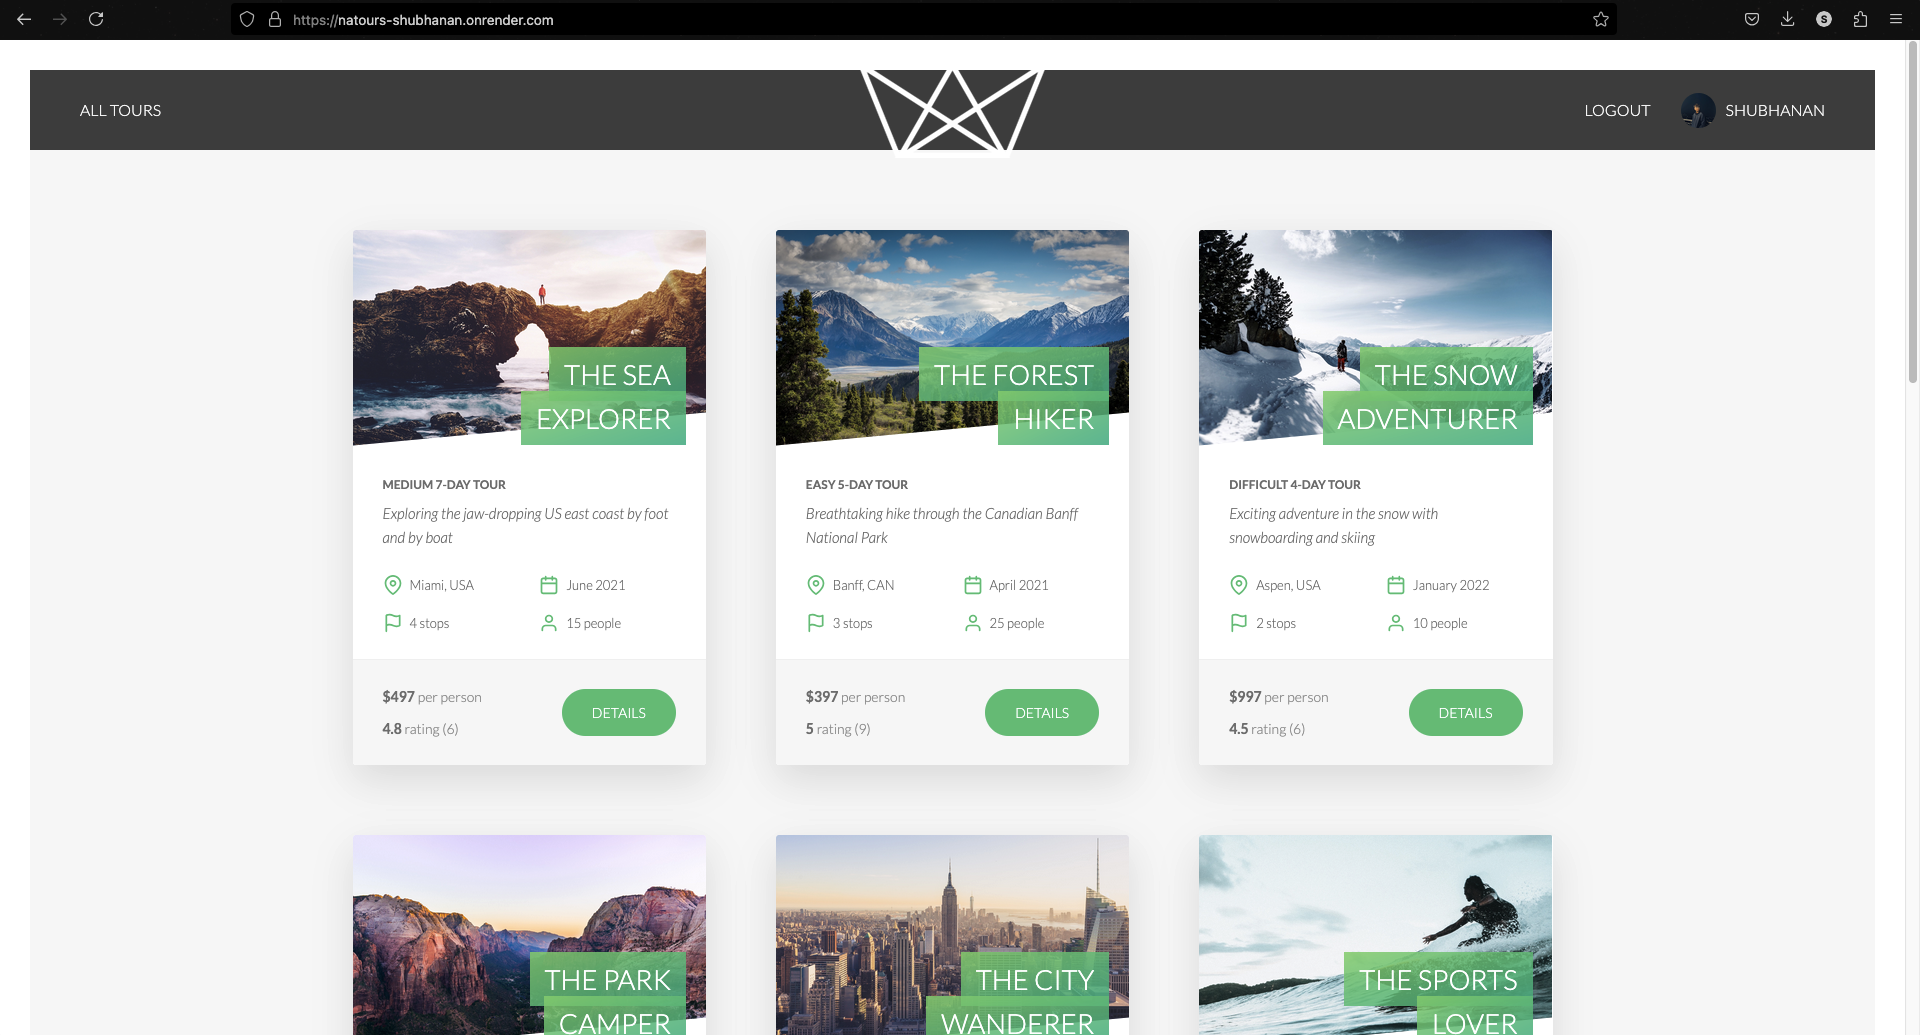 https://natours-shubhanan.onrender.com
S
ALL TOURS
LOGOUT
SHUBHANAN
THE SEA
EXPLORER
MEDIUM 7-DAY TOUR
Exploring the jaw-dropping US east coast by foot
and by boat
Miami, USA
June 2021
4 stops
15 people
$497 per person
4.8 rating (6)
DETAILS
THE FOREST
HIKER
EASY 5-DAY TOUR
Breathtaking hike through the Canadian Banff
National Park
Banff, CAN
April 2021
3 stops
25 people
$397 per person
5 rating (9)
DETAILS
THE SNOW
ADVENTURER
DIFFICULT 4-DAY TOUR
Exciting adventure in the snow with
snowboarding and skiing
Aspen, USA
January 2022
2 stops
10 people
$997 per person
4.5 rating (6)
DETAILS
THE PARK
CAMPER
THE CITY
WANDERER
THE SPORTS
LOVER